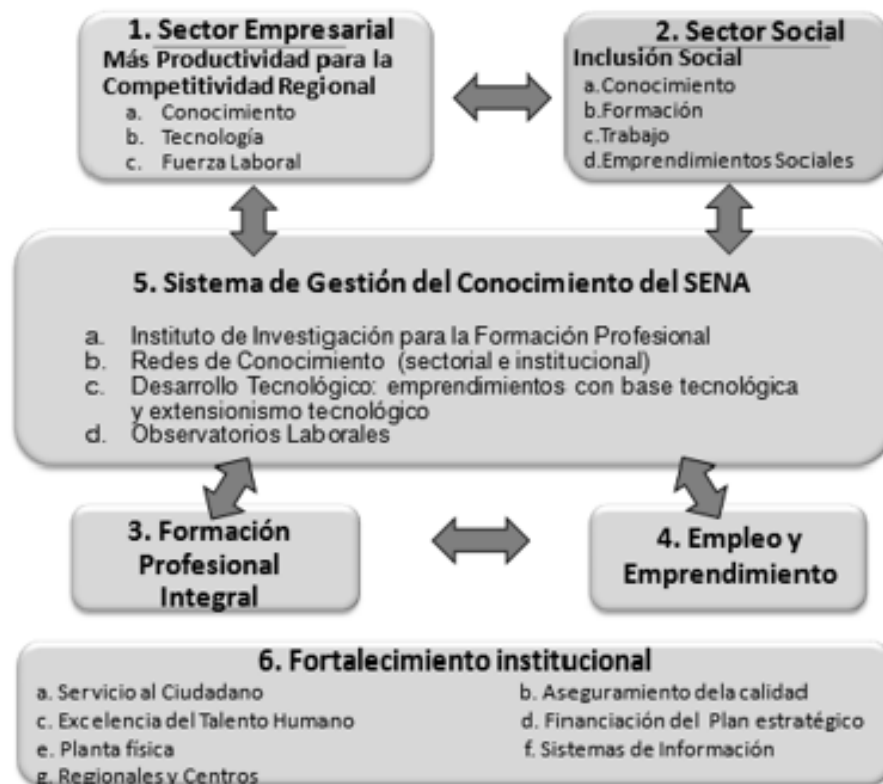 1. Sector Empresarial
Más Productividad para la
Competitividad Regional
a. Conocimiento
b. Tecnología
c. Fuerza Laboral
2. Sector Social
Inclusión Social
a.Conocimiento
b.Formación
c.Trabajo
d.Emprendimientos Sociales
5. Sistema de Gestión del Conocimiento del SENA
a. Instituto de Investigación para la Formación Profesional
b. Redes de Conocimiento (sectorial e institucional)
c. Desarrollo Tecnológico: emprendimientos con base tecnológica
y extensionismo tecnológico
d. Observatorios Laborales
3. Formación
Profesional
Integral
4. Empleo y
Emprendimiento
6. Fortalecimiento institucional
a. Servicio al Ciudadano
b. Aseguramiento dela calidad
c. Excelencia del Talento Humano
d. Financiación del Plan estratégico
e. Planta física
f. Sistemas de Información
g. Regionales y Centros